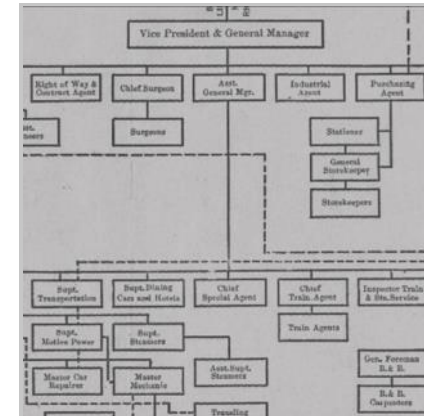 Vice President & General Manager
Right of Way &
Contract Agent
Chief Surgeon
Asst.
General Mgr.
Industrial
Agent
Purchasing
Agent
Surgeons
Stationer
General
Storekeeper
Storekeepers
Supt.
Transportation
Supt. Dining
Cars and Hotels
Chief
Special Agent
Chief
Train Agent
Inspector Train
& Sta. Service
Supt.
Motive Power
Supt.
Steamers
Train Agents
Master Car
Repairer
Master
Mechanic
Asst. Supt.
Steamers
Gen. Foreman
B. & B.
B. & B.
Carpenters
Traveling